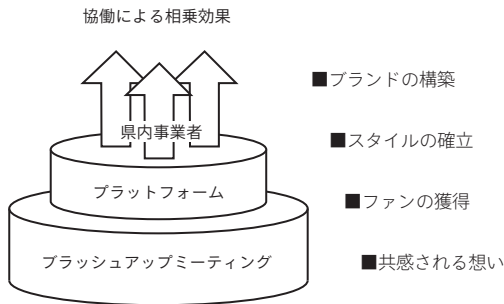 協働による相乗効果
■ブランドの構築
県内事業者
■スタイルの確立
プラットフォーム
■ファンの獲得
ブラッシュアップミーティング
■共感される想い